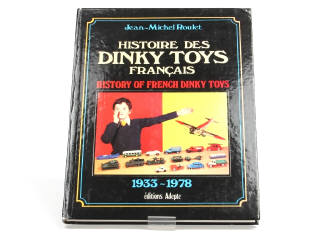 Jean-Michel Roulet
HISTOIRE DES
DINKY TOYS
FRANÇAIS
HISTORY OF FRENCH DINKY TOYS
1933-1978
éditions Adepte